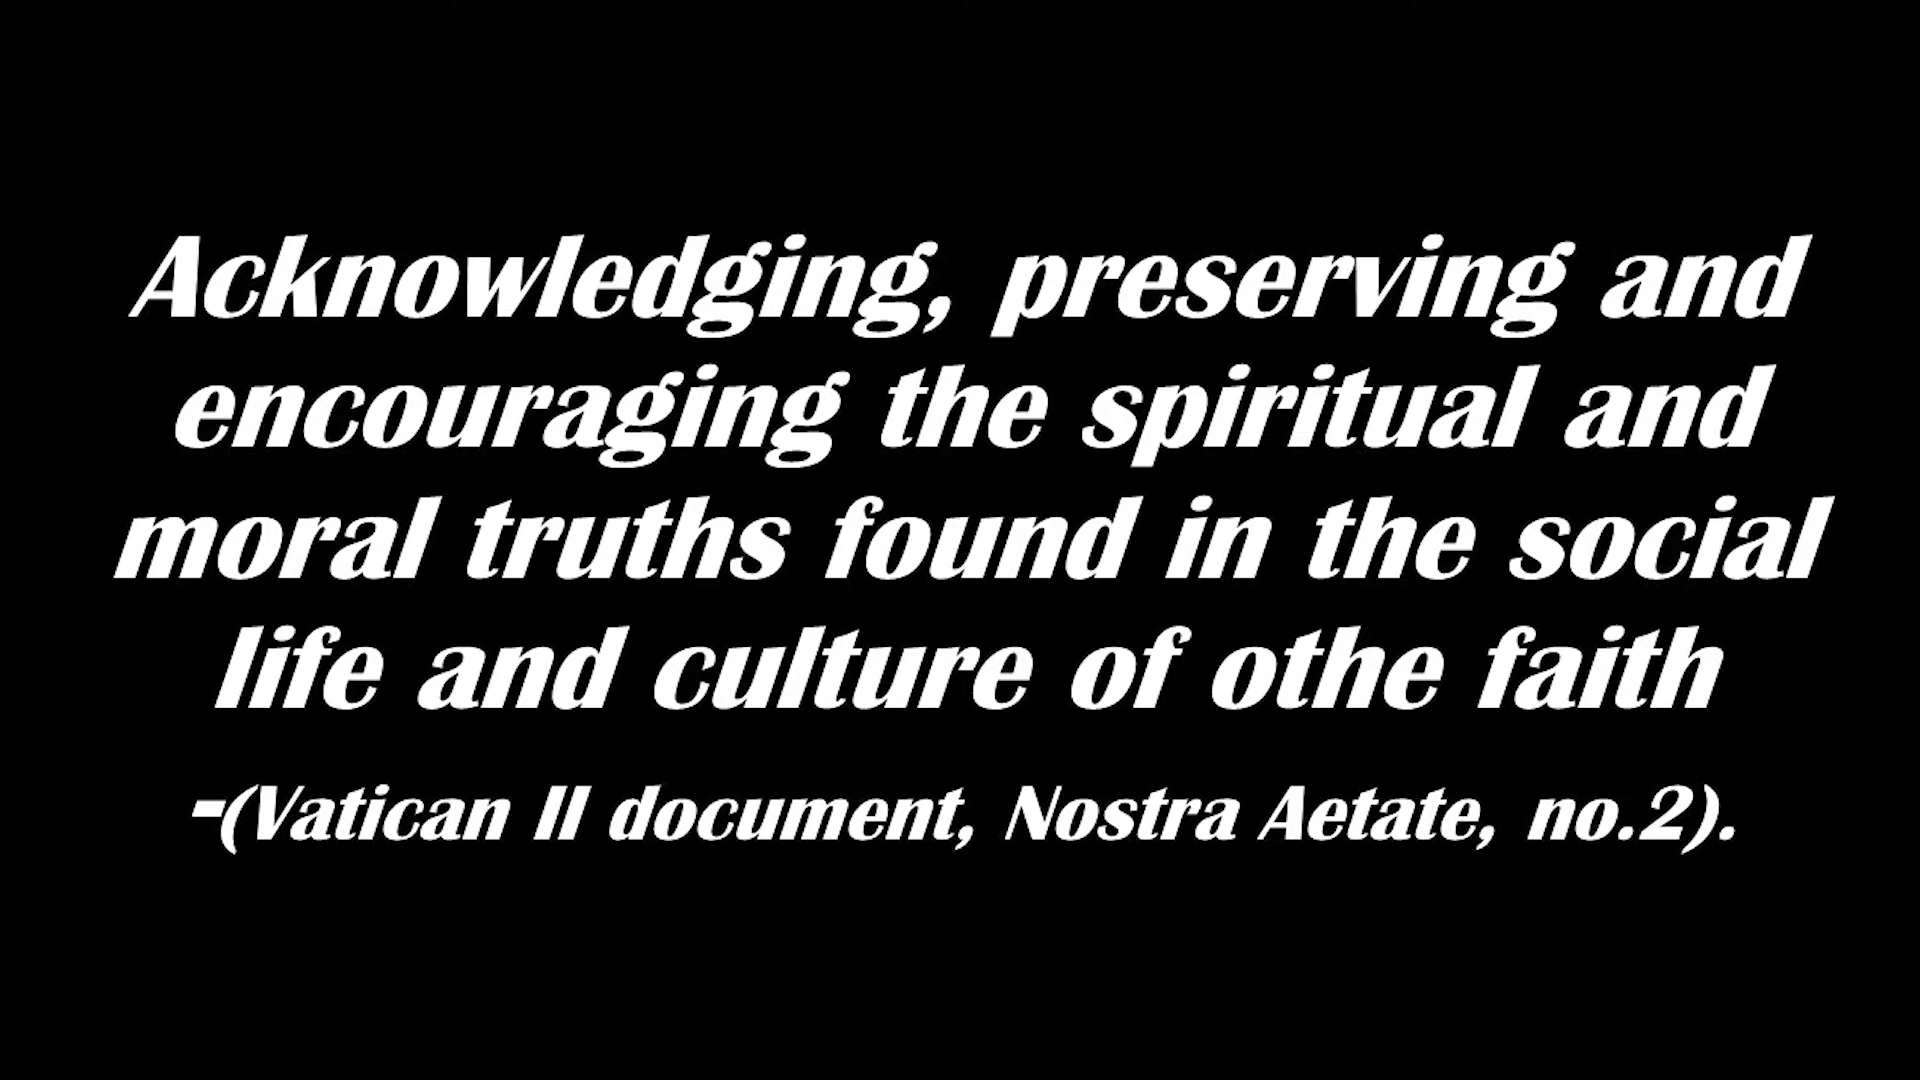 Acknowledging, preserving and
encouraging the spiritual and
moral truths found in the social
life and culture of othe faith
-(Vatican II document, Nostra Aetate, no.2).